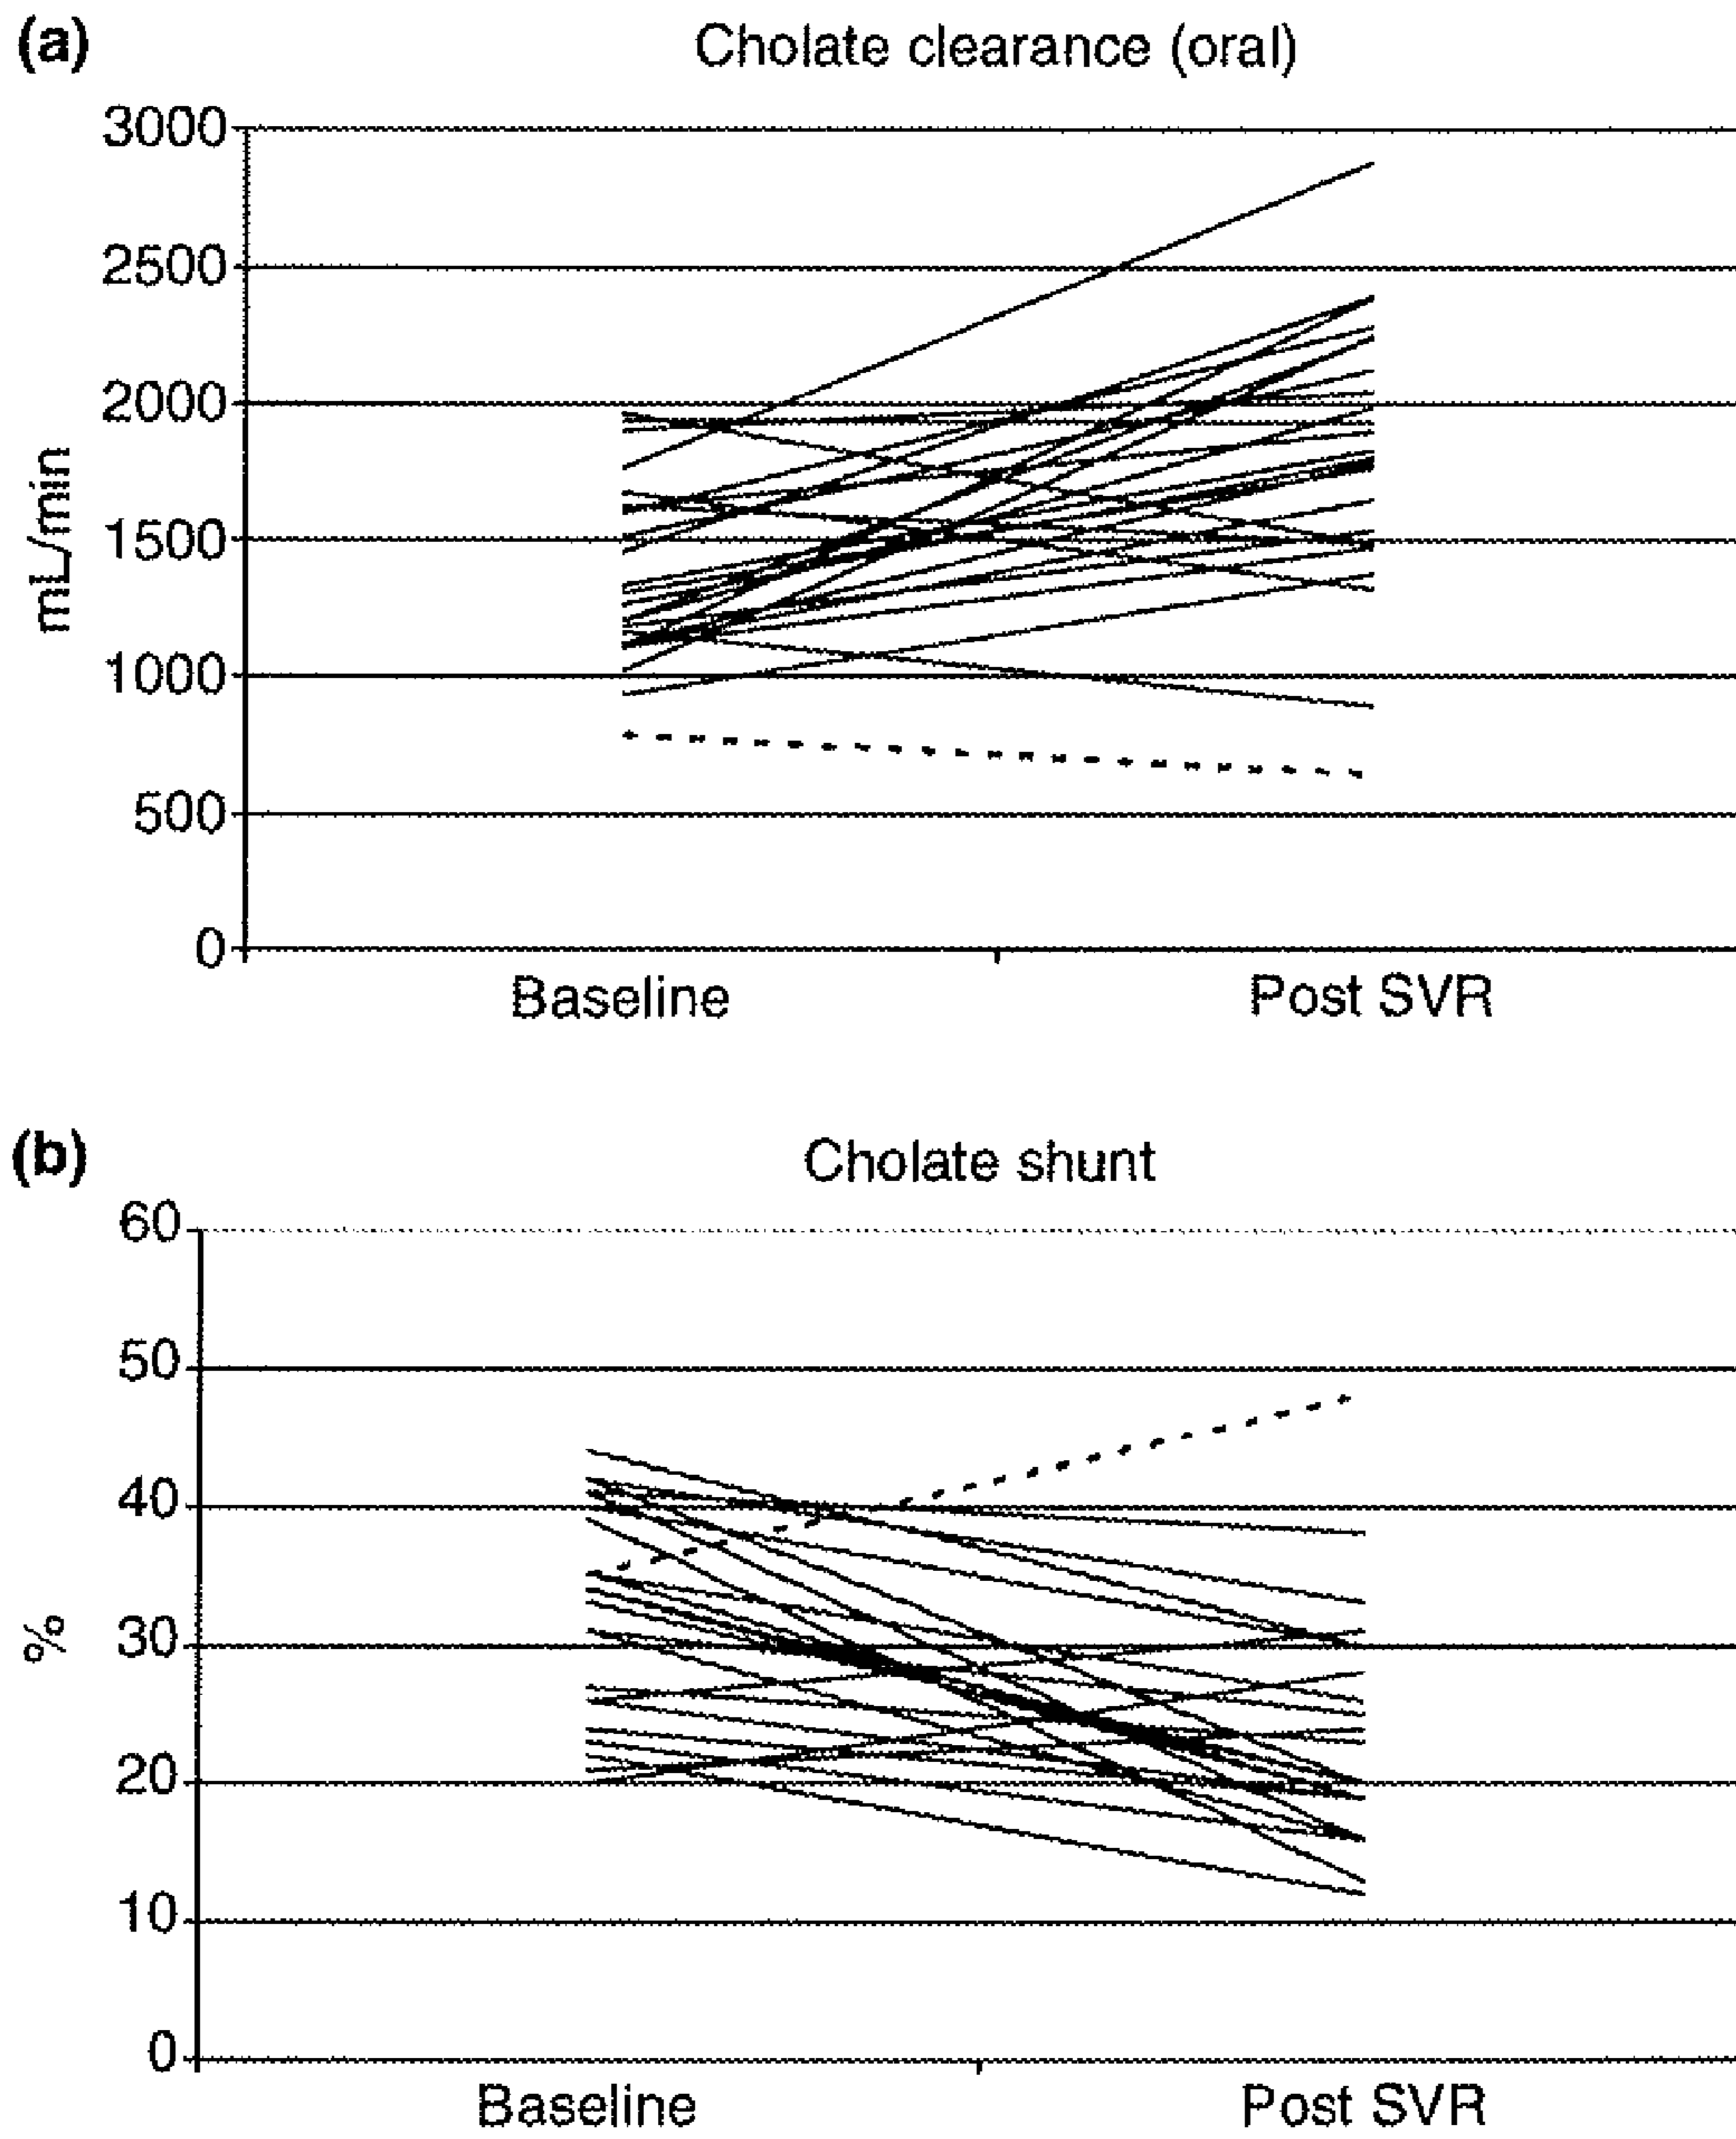 (a)
Cholate clearance (oral)
3000
2500
2000
1500
1000
500
0
mL/min
Baseline Post SVR
(b)
Cholate shunt
60
50
40
30
20
10
0
%
Baseline Post SVR